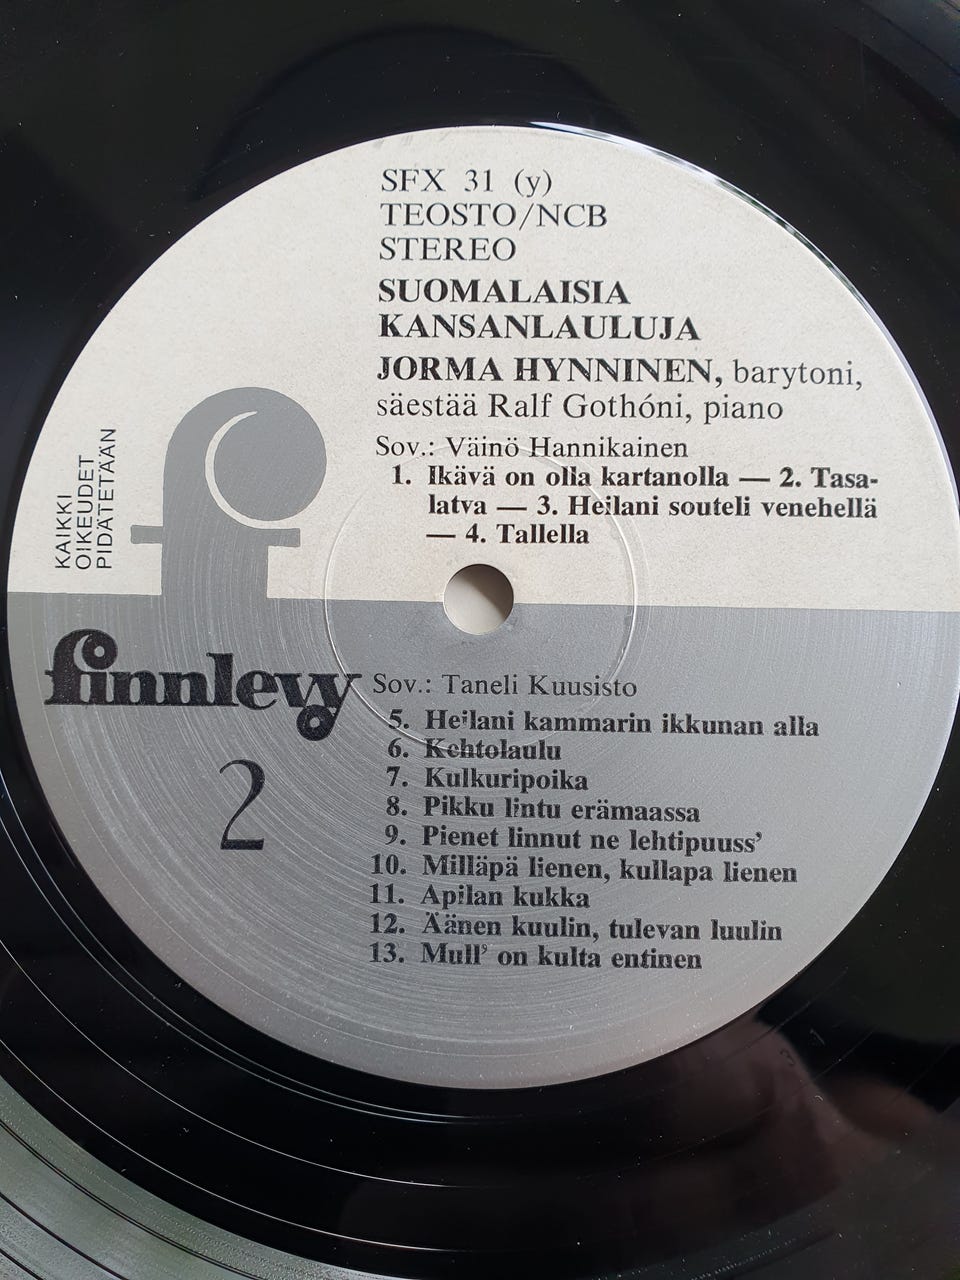 SFX 31 (y)
TEOSTO/NCB
STEREO
SUOMALAISIA
KANSANLAULUJA
JORMA HYNNINEN, barytoni,
säestää Ralf Gothóni, piano
Sov.: Väinö Hannikainen
1. Ikävä on olla kartanolla — 2. Tasa-
latva — 3. Heilani souteli venehellä
— 4. Tallella
KAIKKI
OIKEUDET
PIDÄTETÄÄN
finnlevy
2
Sov.: Taneli Kuusisto
5. Heilani kammarin ikkunan alla
6. Kehtolaulu
7. Kulkuripoika
8. Pikku lintu erämaassa
9. Pienet linnut ne lehtipuuss’
10. Milläpä lienen, kullapa lienen
11. Apilan kukka
12. Äänen kuulin, tulevan luulin
13. Mull’ on kulta entinen